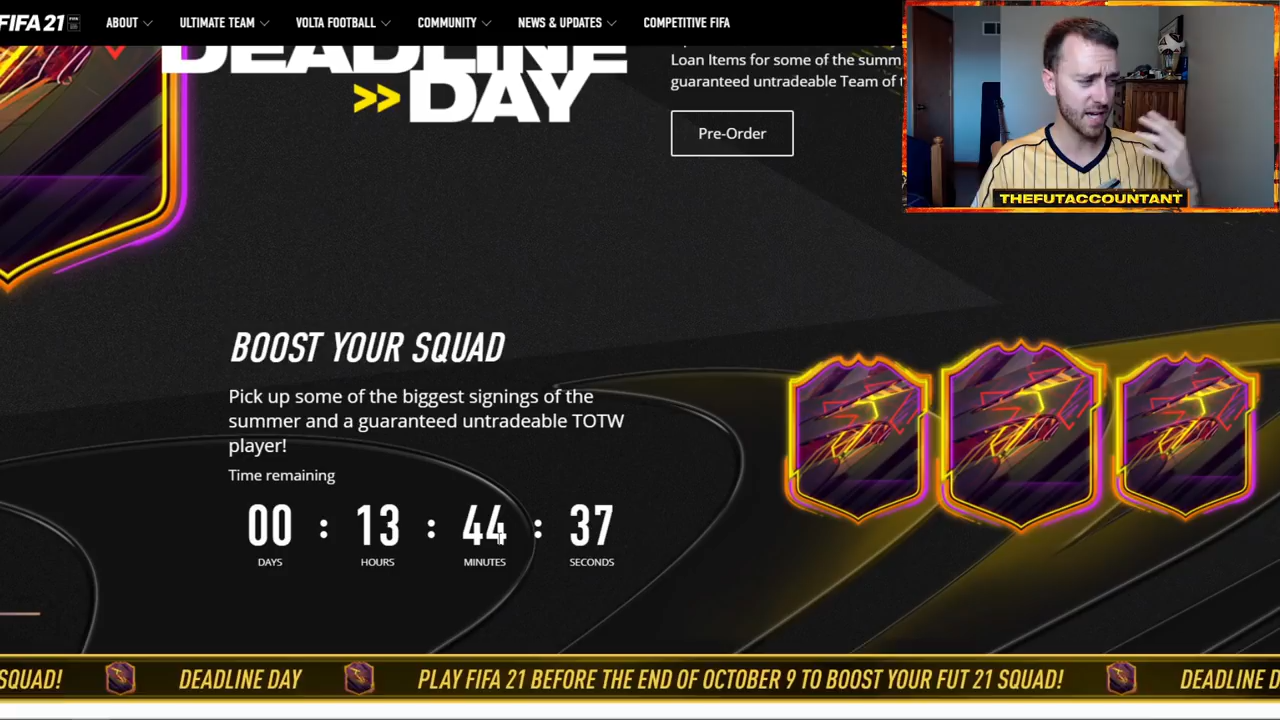 FIFA 21
ABOUT
ULTIMATE TEAM
VOLTA FOOTBALL
COMMUNITY
NEWS & UPDATES
COMPETITIVE FIFA
DEADLINE
>> DAY
Loan Items for some of the summ
guaranteed untradeable Team of t
Pre-Order
THEFUTACCOUNTANT
BOOST YOUR SQUAD
Pick up some of the biggest signings of the
summer and a guaranteed untradeable TOTW
player!
Time remaining
00 : 13 : 44 : 37
DAYS HOURS MINUTES SECONDS
SQUAD! DEADLINE DAY PLAY FIFA 21 BEFORE THE END OF OCTOBER 9 TO BOOST YOUR FUT 21 SQUAD! DEADLINE D